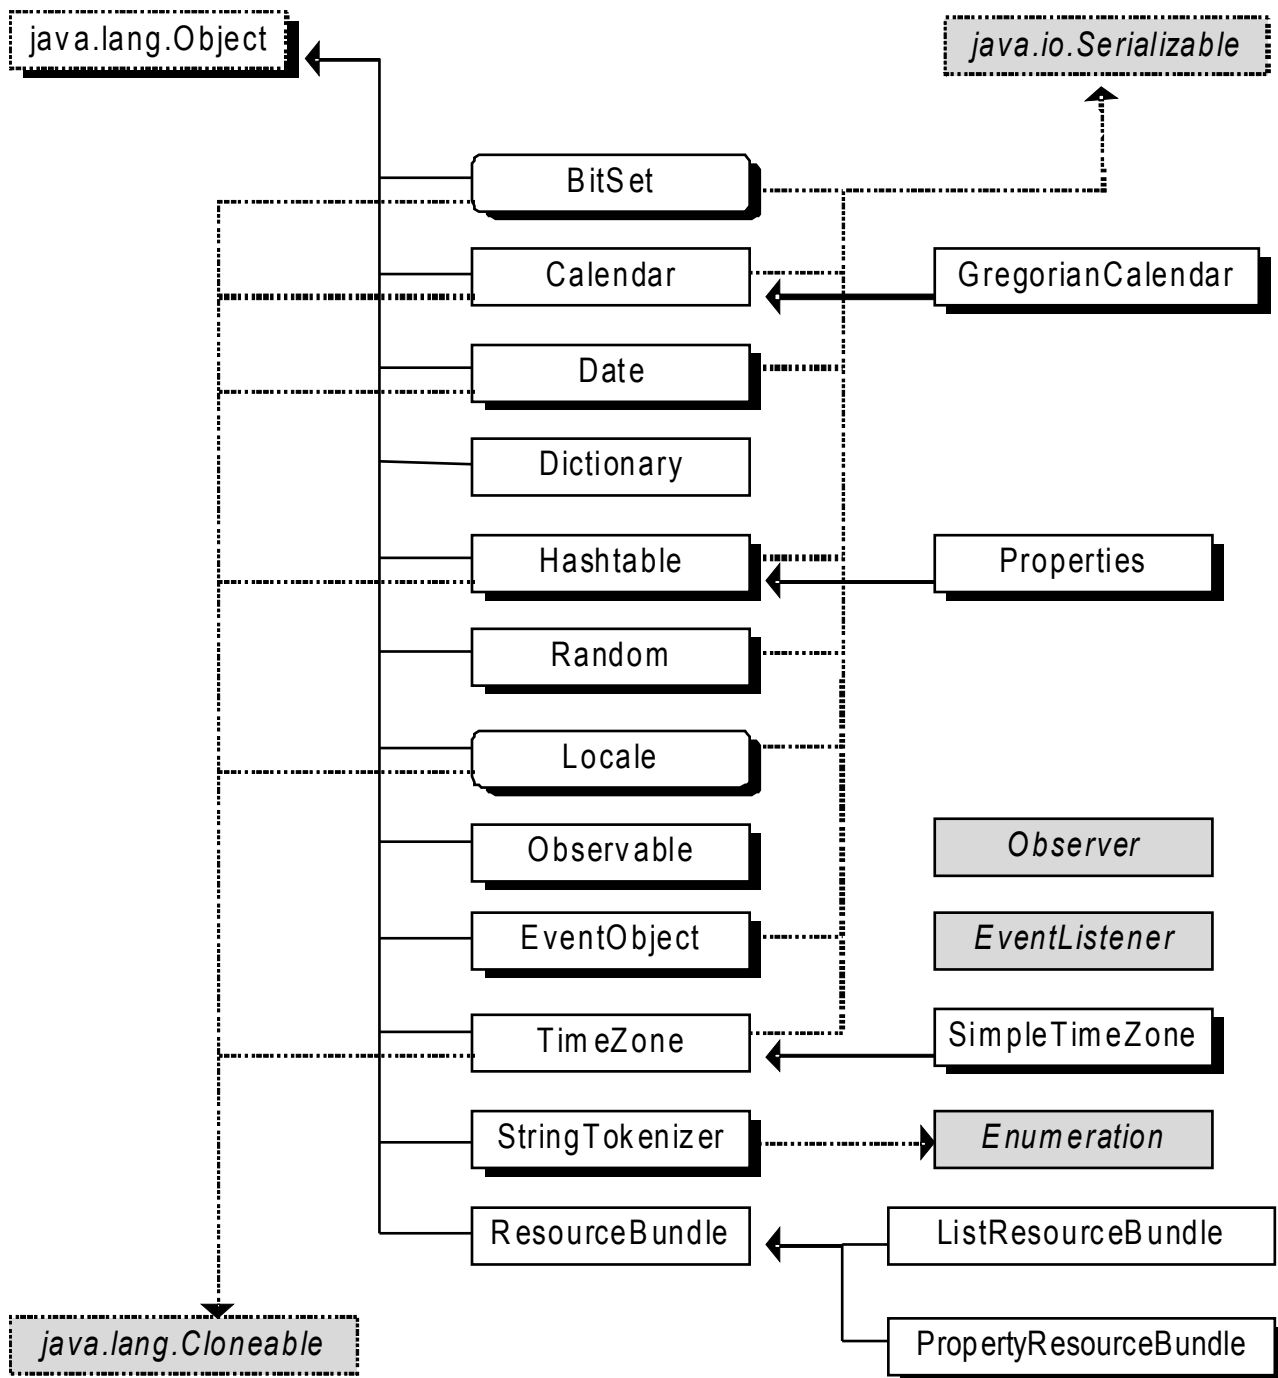 java.lang.Object
java.io.Serializable
BitSet
Calendar
GregorianCalendar
Date
Dictionary
Hashtable
Properties
Random
Locale
Observable
Observer
EventObject
EventListener
TimeZone
SimpleTimeZone
StringTokenizer
Enumeration
ResourceBundle
ListResourceBundle
java.lang.Cloneable
PropertyResourceBundle